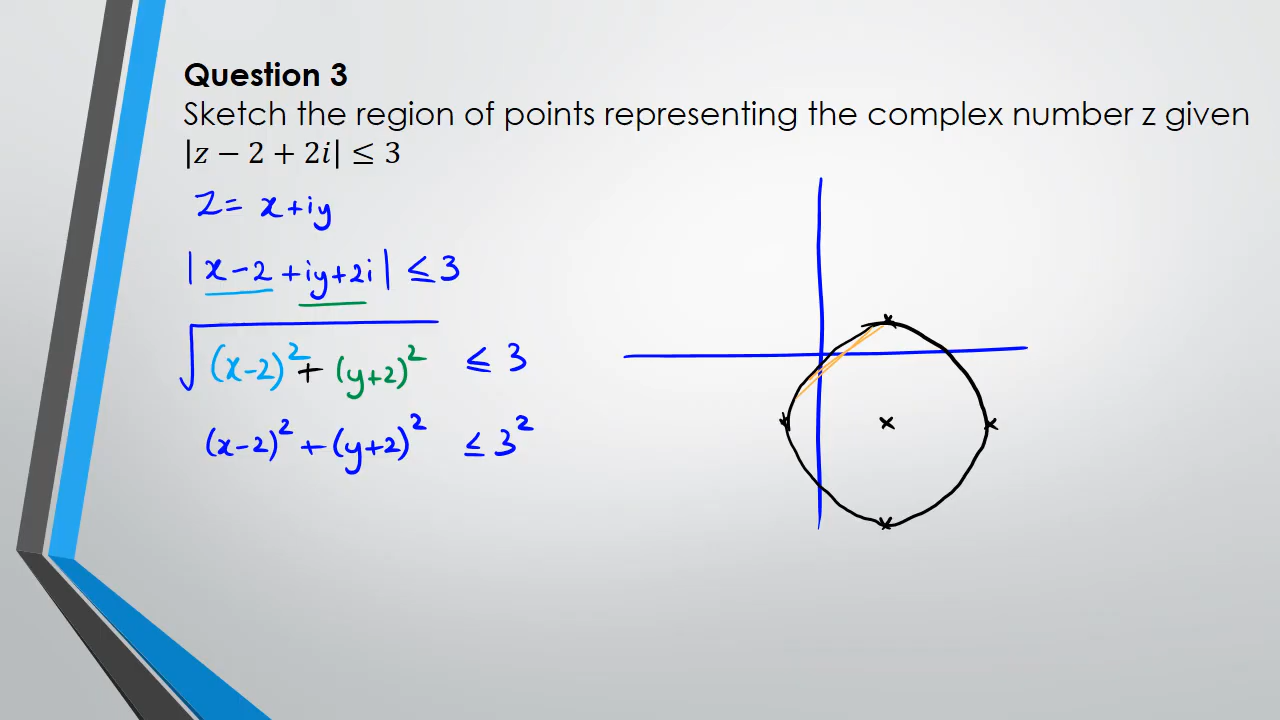 Question 3
Sketch the region of points representing the complex number z given
|z − 2 + 2i| ≤ 3
Z = x+iy
|x−2 +iy+2i| ≤ 3
√((x−2)² + (y+2)²) ≤ 3
(x−2)² + (y+2)² ≤ 3²